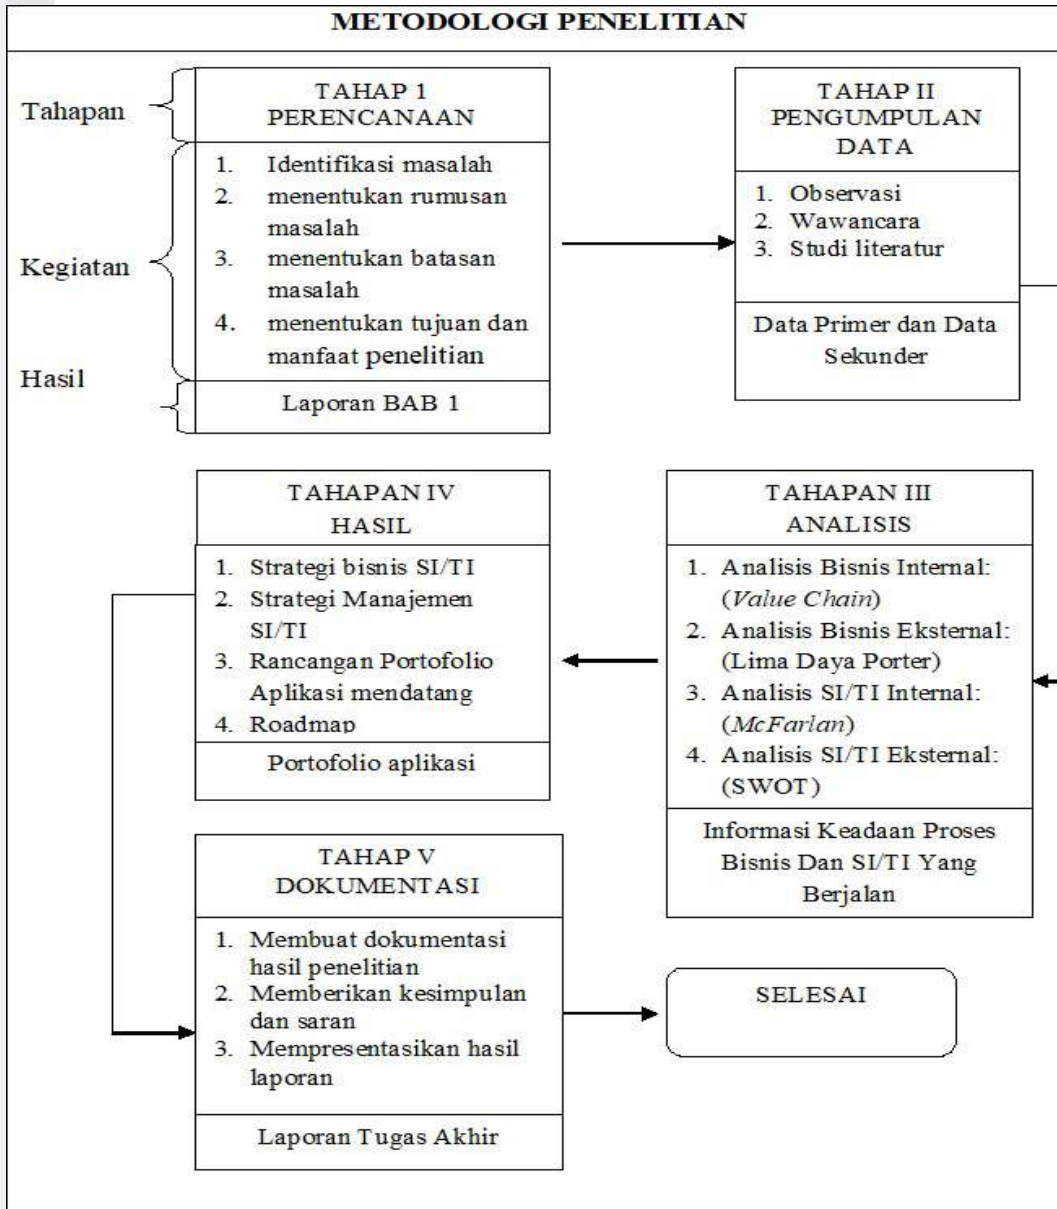 METODOLOGI PENELITIAN
Tahapan
Kegiatan
Hasil
TAHAP 1
PERENCANAAN
1. Identifikasi masalah
2. menentukan rumusan
masalah
3. menentukan batasan
masalah
4. menentukan tujuan dan
manfaat penelitian
Laporan BAB 1
TAHAP II
PENGUMPULAN
DATA
1. Observasi
2. Wawancara
3. Studi literatur
Data Primer dan Data
Sekunder
TAHAPAN III
ANALISIS
1. Analisis Bisnis Internal:
(Value Chain)
2. Analisis Bisnis Eksternal:
(Lima Daya Porter)
3. Analisis SI/TI Internal:
(McFarlan)
4. Analisis SI/TI Eksternal:
(SWOT)
Informasi Keadaan Proses
Bisnis Dan SI/TI Yang
Berjalan
TAHAPAN IV
HASIL
1. Strategi bisnis SI/TI
2. Strategi Manajemen
SI/TI
3. Rancangan Portofolio
Aplikasi mendatang
4. Roadmap
Portofolio aplikasi
TAHAP V
DOKUMENTASI
1. Membuat dokumentasi
hasil penelitian
2. Memberikan kesimpulan
dan saran
3. Mempresentasikan hasil
laporan
Laporan Tugas Akhir
SELESAI